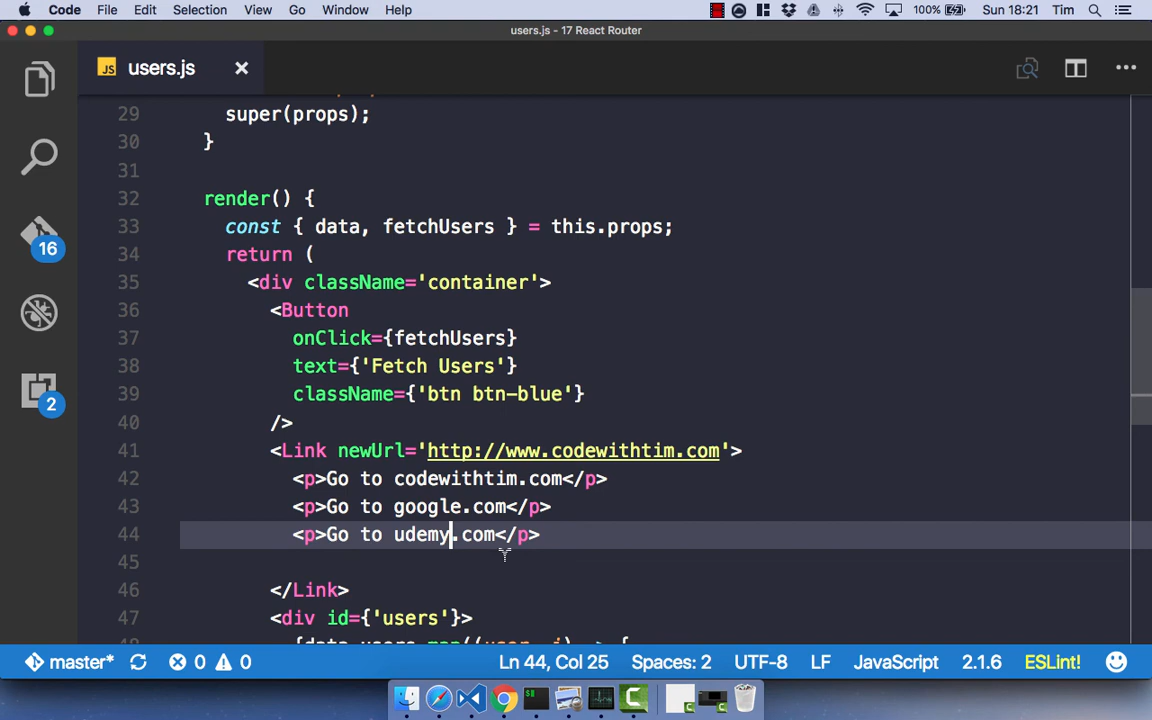 Code File Edit Selection View Go Window Help 100% Sun 18:21 Tim
users.js - 17 React Router
JS users.js
29 super(props);
30 }
31
32 render() {
33 const { data, fetchUsers } = this.props;
34 return (
35 <div className='container'>
36 <Button
37 onClick={fetchUsers}
38 text={'Fetch Users'}
39 className={'btn btn-blue'}
40 />
41 <Link newUrl='http://www.codewithtim.com'>
42 <p>Go to codewithtim.com</p>
43 <p>Go to google.com</p>
44 <p>Go to udemy.com</p>
45
46 </Link>
47 <div id={'users'}>
16
2
master* 0 0 Ln 44, Col 25 Spaces: 2 UTF-8 LF JavaScript 2.1.6 ESLint!